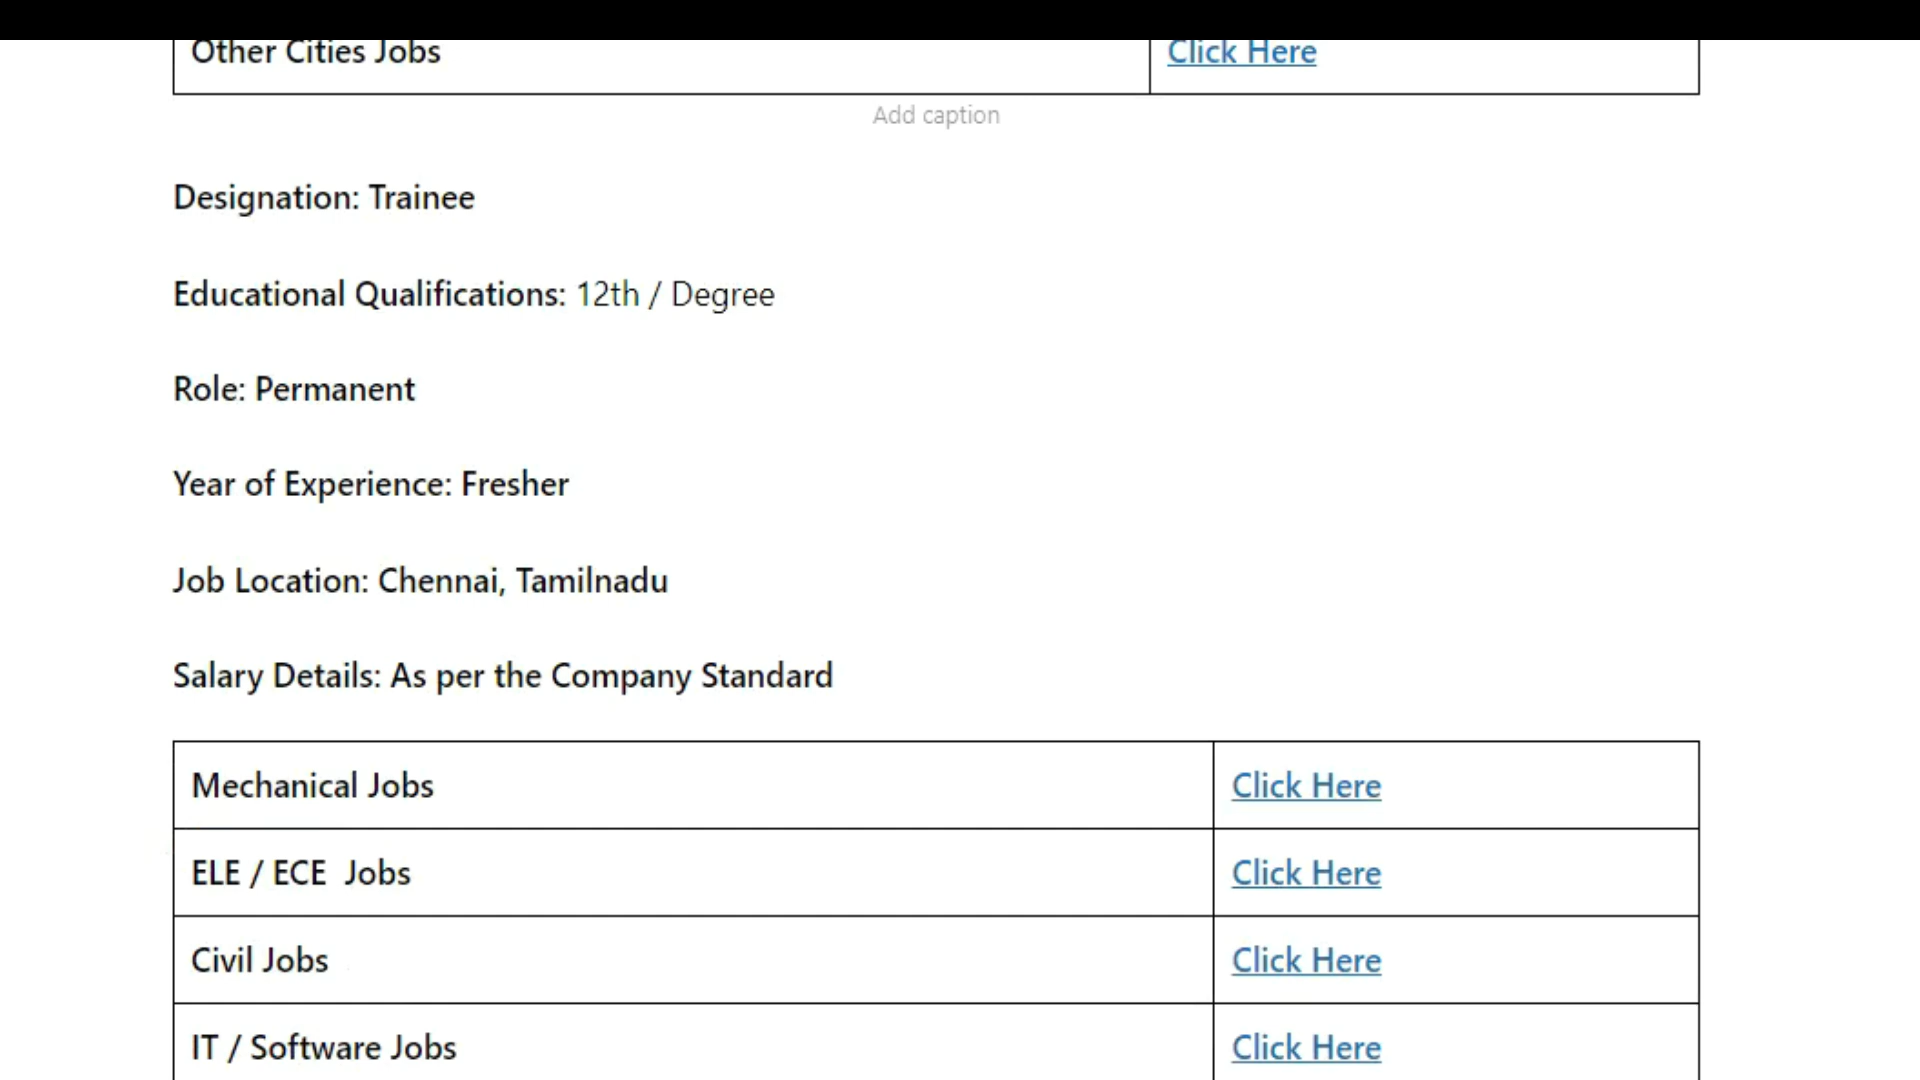 Other Cities Jobs Click Here
Add caption
Designation: Trainee
Educational Qualifications: 12th / Degree
Role: Permanent
Year of Experience: Fresher
Job Location: Chennai, Tamilnadu
Salary Details: As per the Company Standard
Mechanical Jobs Click Here
ELE / ECE Jobs Click Here
Civil Jobs Click Here
IT / Software Jobs Click Here